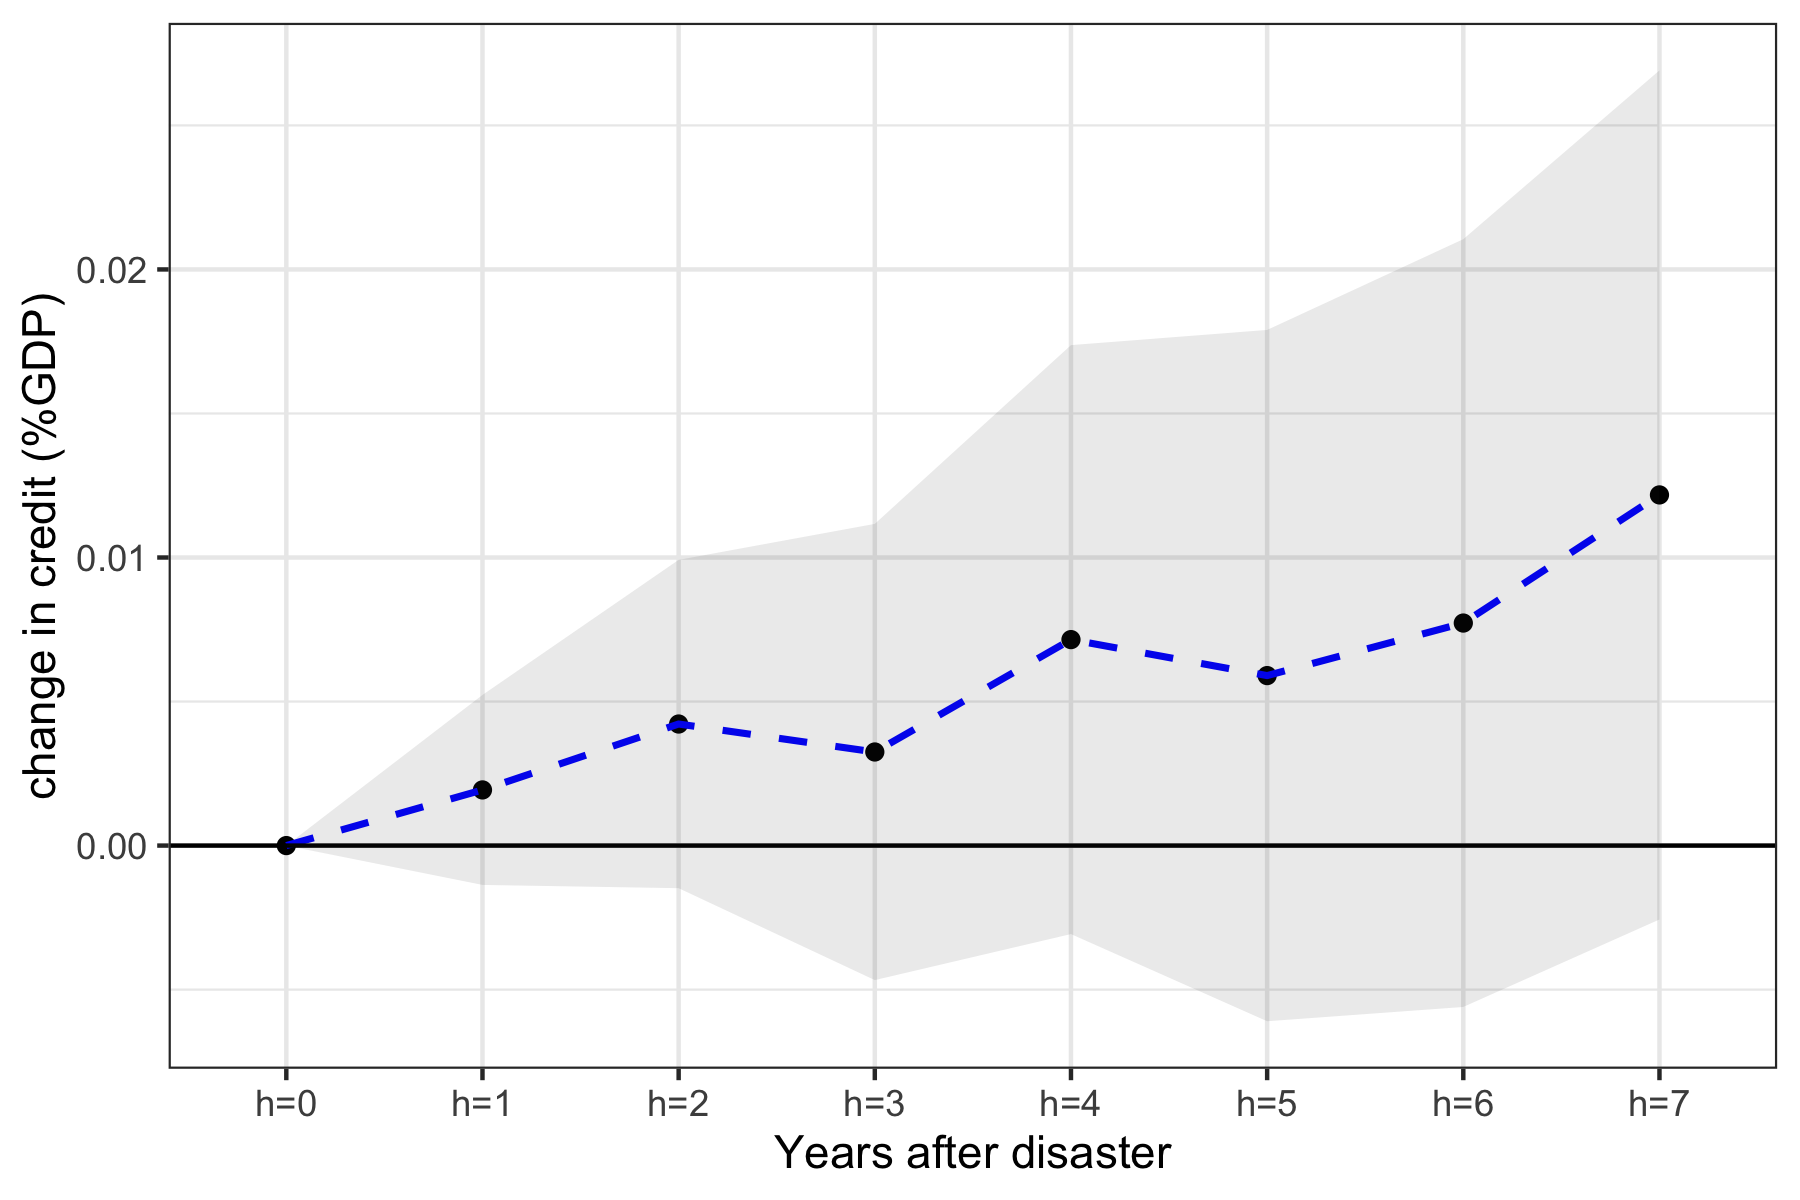 change in credit (%GDP)
0.02
0.01
0.00
h=0 h=1 h=2 h=3 h=4 h=5 h=6 h=7
Years after disaster